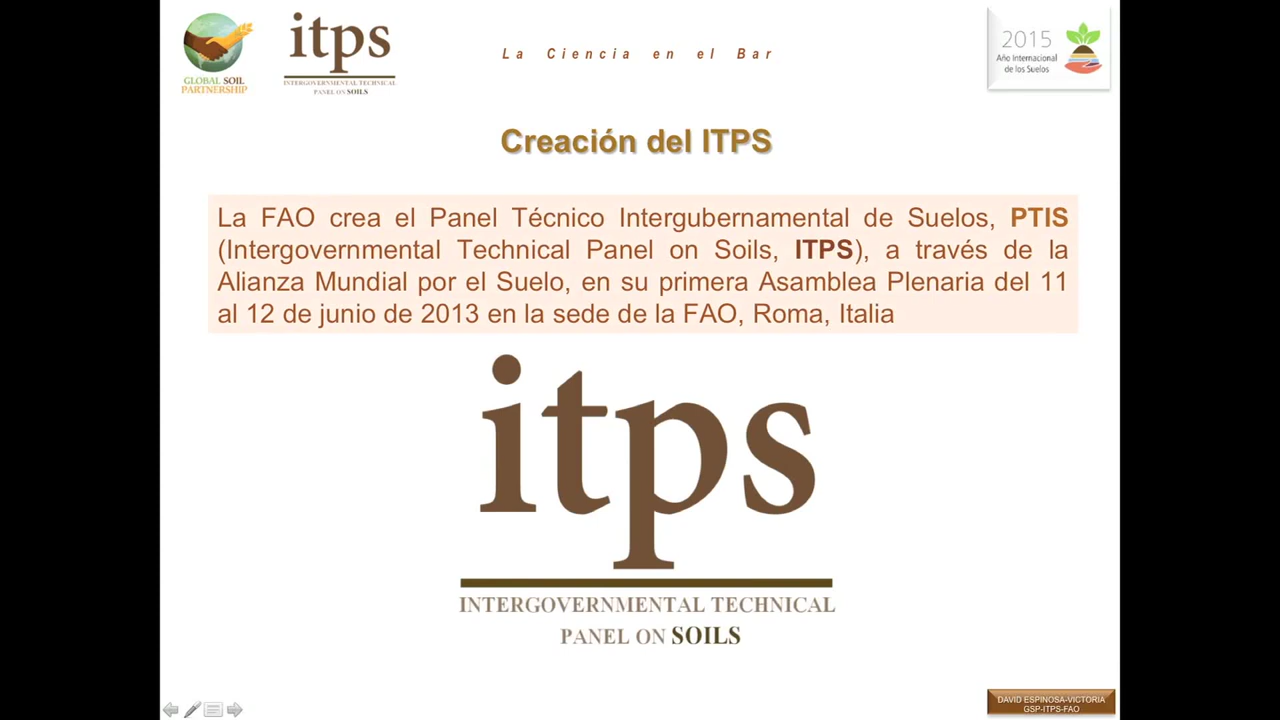 GLOBAL SOIL
PARTNERSHIP
itps
INTERGOVERNMENTAL TECHNICAL
PANEL ON SOILS
La Ciencia en el Bar
2015
Año Internacional
de los Suelos
Creación del ITPS
La FAO crea el Panel Técnico Intergubernamental de Suelos, PTIS
(Intergovernmental Technical Panel on Soils, ITPS), a través de la
Alianza Mundial por el Suelo, en su primera Asamblea Plenaria del 11
al 12 de junio de 2013 en la sede de la FAO, Roma, Italia
itps
INTERGOVERNMENTAL TECHNICAL
PANEL ON SOILS
DAVID ESPINOSA-VICTORIA
GSP-ITPS-FAO